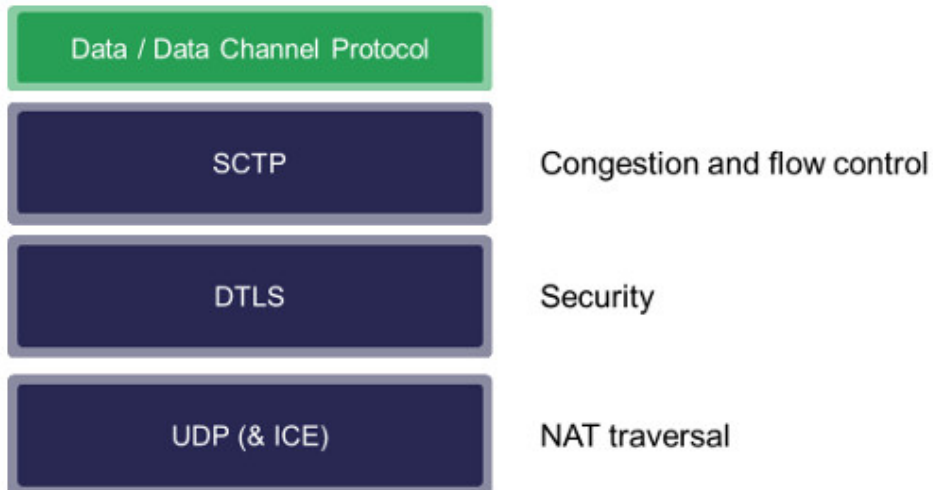 Data / Data Channel Protocol
SCTP
Congestion and flow control
DTLS
Security
UDP (& ICE)
NAT traversal